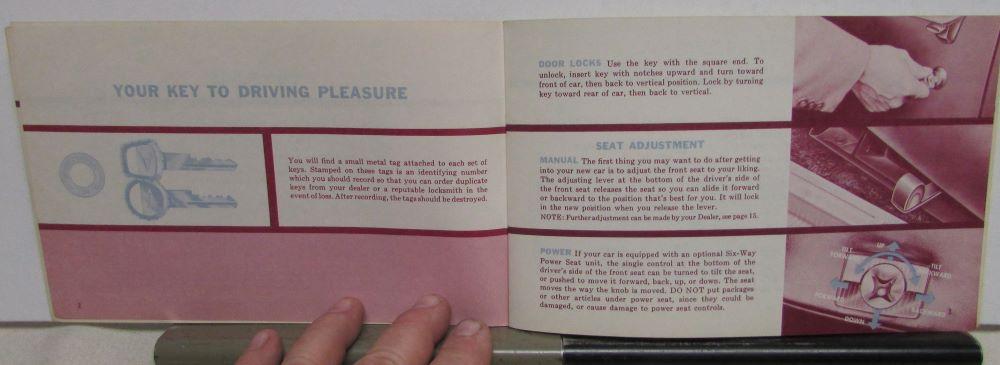 YOUR KEY TO DRIVING PLEASURE
You will find a small metal tag attached to each set of
keys. Stamped on these tags is an identifying number
which you should record so that you can order duplicate
keys from your dealer or a reputable locksmith in the
event of loss. After recording, the tags should be destroyed.
2
DOOR LOCKS Use the key with the square end. To
unlock, insert key with notches upward and turn toward
front of car, then back to vertical position. Lock by turning
key toward rear of car, then back to vertical.
SEAT ADJUSTMENT
MANUAL The first thing you may want to do after getting
into your new car is to adjust the front seat to your liking.
The adjusting lever at the bottom of the driver's side of
the front seat releases the seat so you can slide it forward
or backward to the position that's best for you. It will lock
in the new position when you release the lever.
NOTE: Further adjustment can be made by your Dealer, see page 15.
POWER If your car is equipped with an optional Six-Way
Power Seat unit, the single control at the bottom of the
driver's side of the front seat can be turned to tilt the seat,
or pushed to move it forward, back, up, or down. The seat
moves the way the knob is moved. DO NOT put packages
or other articles under power seat, since they could be
damaged, or cause damage to power seat controls.
UP
TILT
FORWARD
TILT
BACKWARD
FORWARD
BACKWARD
DOWN